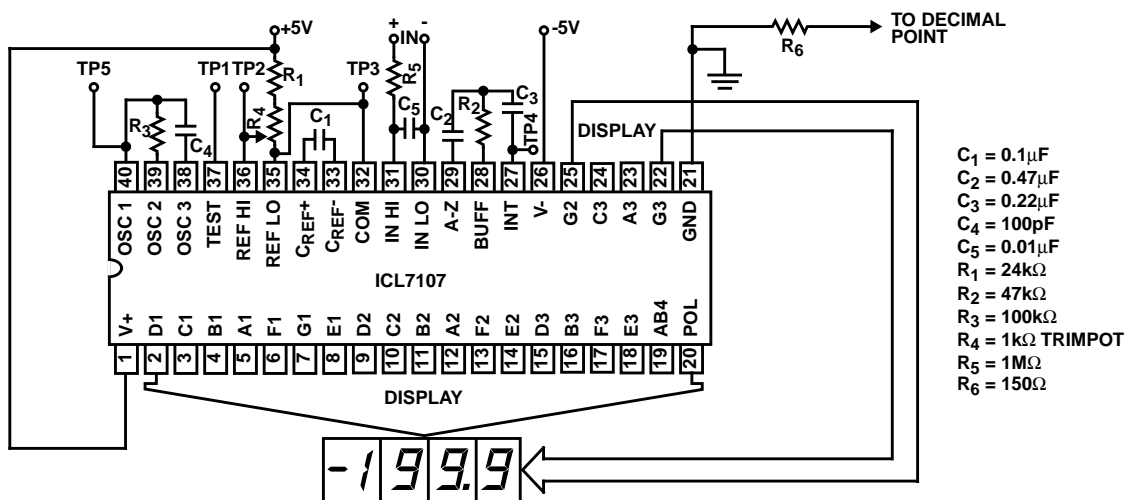 +5V
+
-
IN
-5V
TO DECIMAL
POINT
R6
TP5
TP1
TP2
TP3
TP4
R1
R4
R5
R3
C4
C1
C5
C2
R2
C3
DISPLAY
40 39 38 37 36 35 34 33 32 31 30 29 28 27 26 25 24 23 22 21
OSC 1
OSC 2
OSC 3
TEST
REF HI
REF LO
CREF+
CREF-
COM
IN HI
IN LO
A-Z
BUFF
INT
V-
G2
C3
A3
G3
GND
ICL7107
V+
D1
C1
B1
A1
F1
G1
E1
D2
C2
B2
A2
F2
E2
D3
B3
F3
E3
AB4
POL
1 2 3 4 5 6 7 8 9 10 11 12 13 14 15 16 17 18 19 20
DISPLAY
-199.9
C1 = 0.1μF
C2 = 0.47μF
C3 = 0.22μF
C4 = 100pF
C5 = 0.01μF
R1 = 24kΩ
R2 = 47kΩ
R3 = 100kΩ
R4 = 1kΩ TRIMPOT
R5 = 1MΩ
R6 = 150Ω